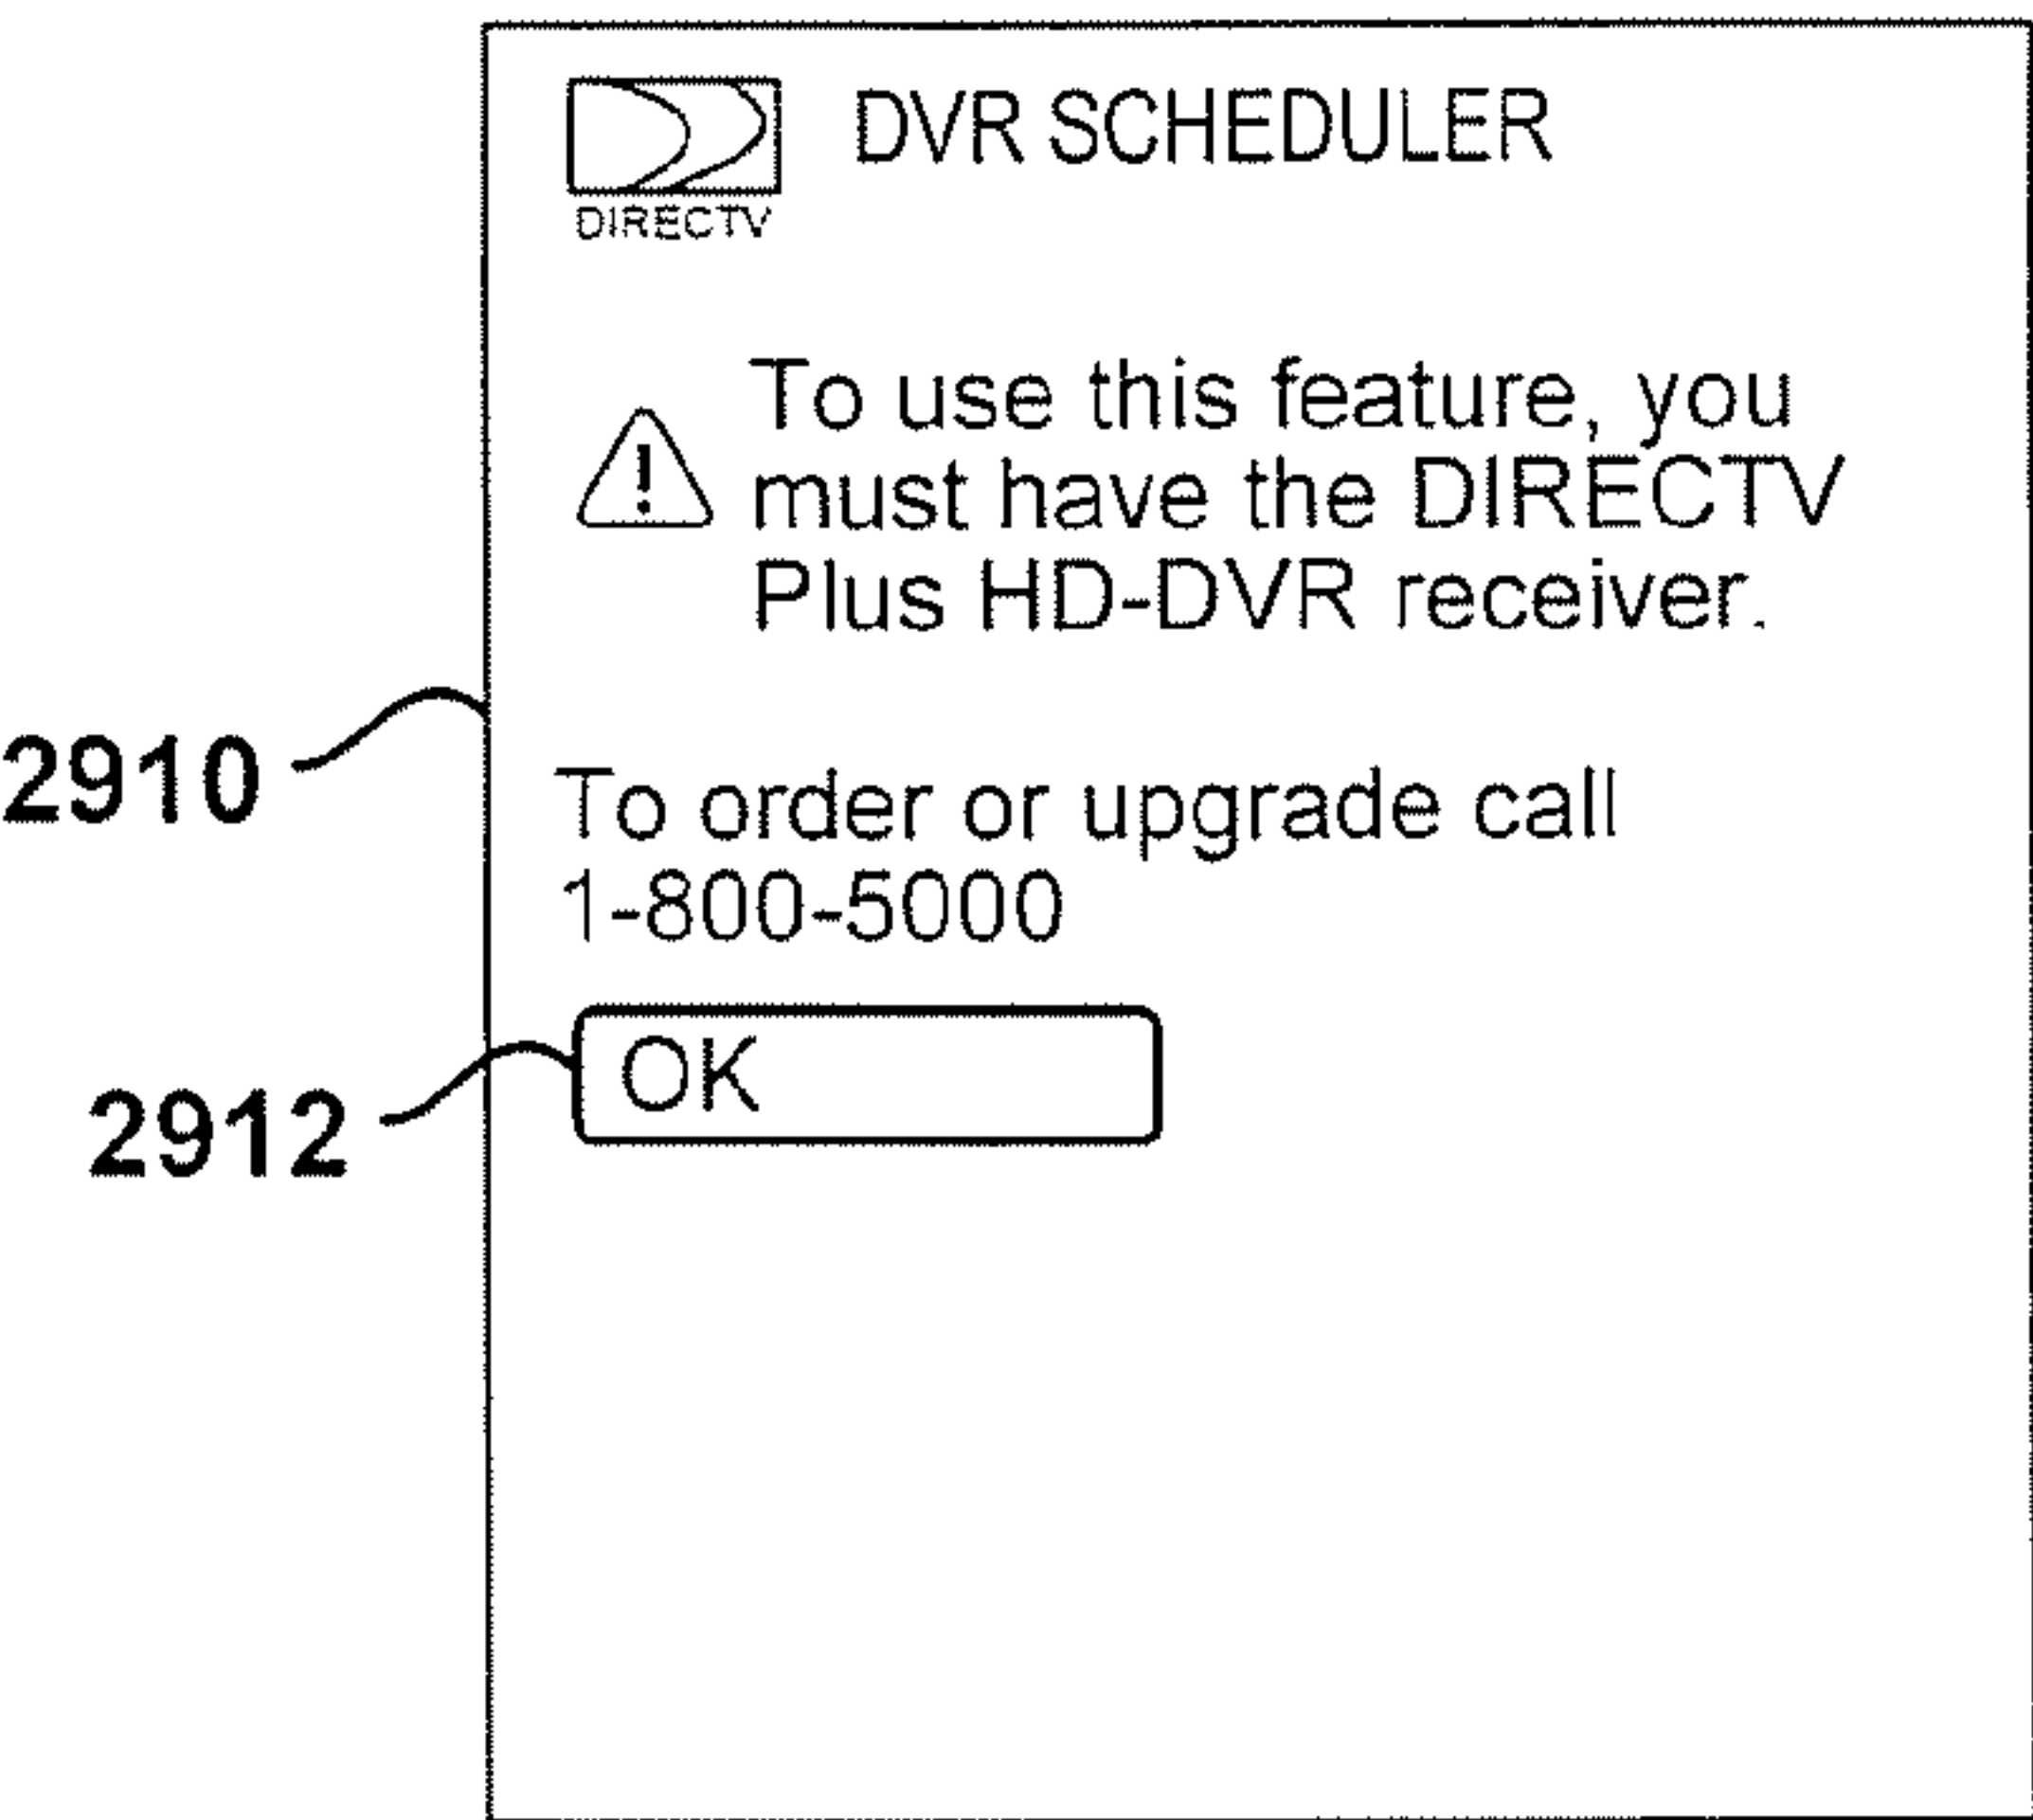 DVR SCHEDULER
DIRECTV
To use this feature, you
must have the DIRECTV
Plus HD-DVR receiver.
2910
To order or upgrade call
1-800-5000
OK
2912